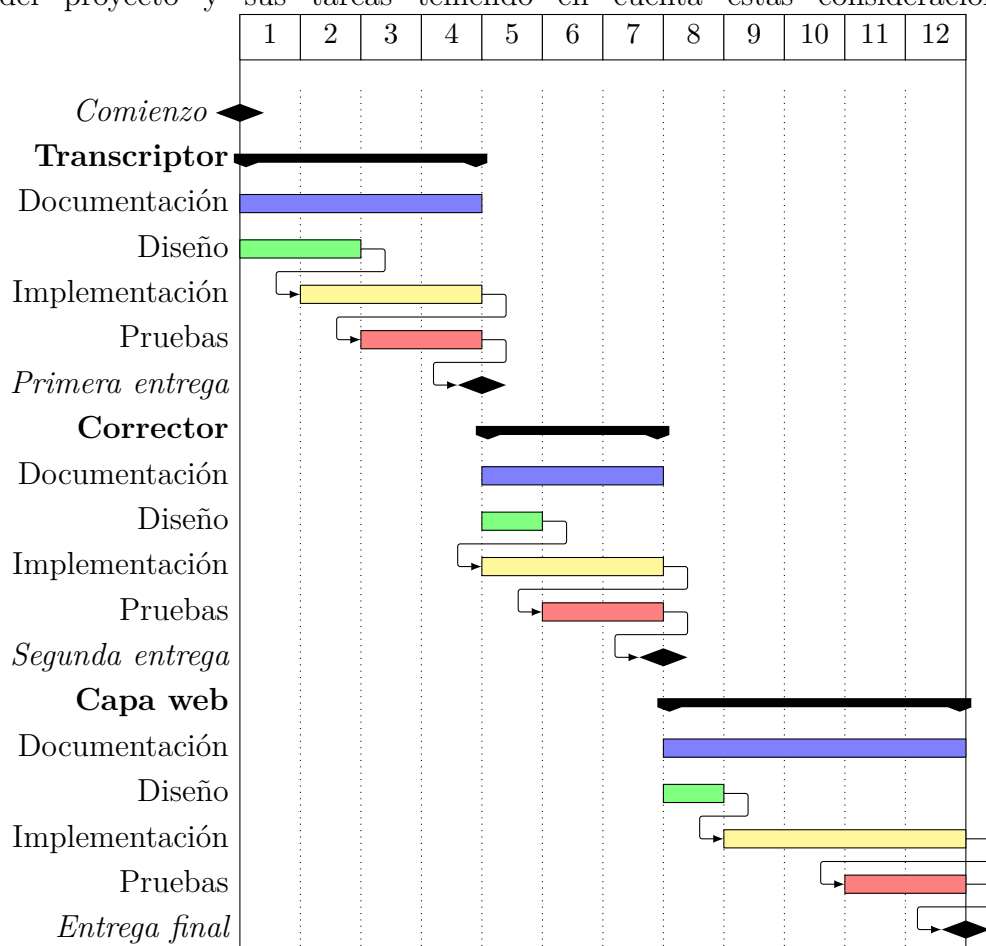 del proyecto y sus tareas teniendo en cuenta estas
1 2 3 4 5 6 7 8 9 10 11 12
Comienzo
Transcriptor
Documentación
Diseño
Implementación
Pruebas
Primera entrega
Corrector
Documentación
Diseño
Implementación
Pruebas
Segunda entrega
Capa web
Documentación
Diseño
Implementación
Pruebas
Entrega final